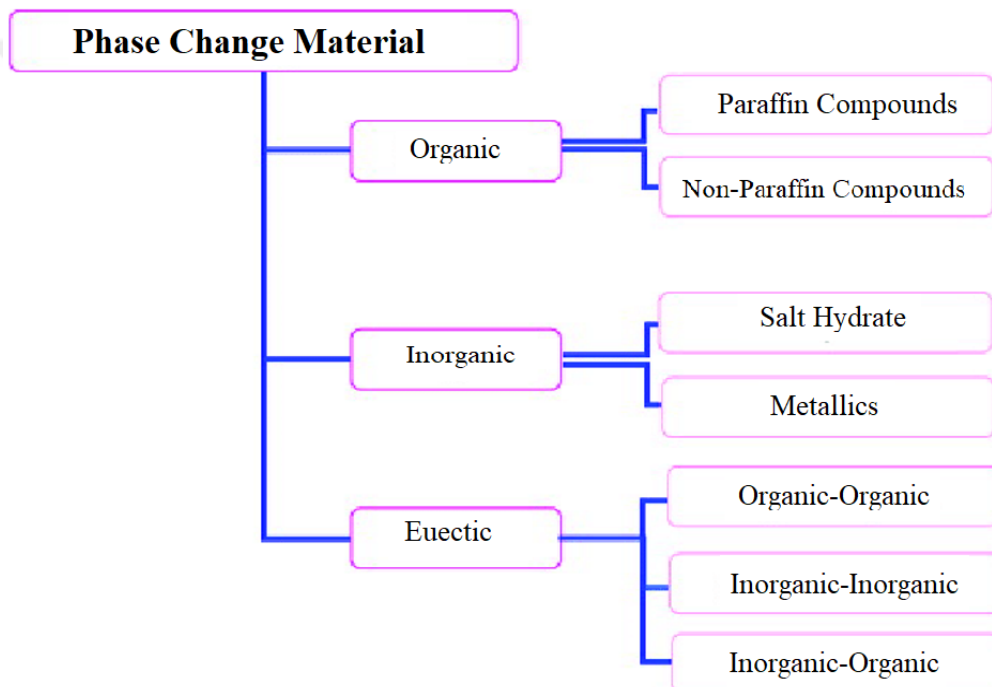 Phase Change Material
Organic
Paraffin Compounds
Non-Paraffin Compounds
Inorganic
Salt Hydrate
Metallics
Euectic
Organic-Organic
Inorganic-Inorganic
Inorganic-Organic